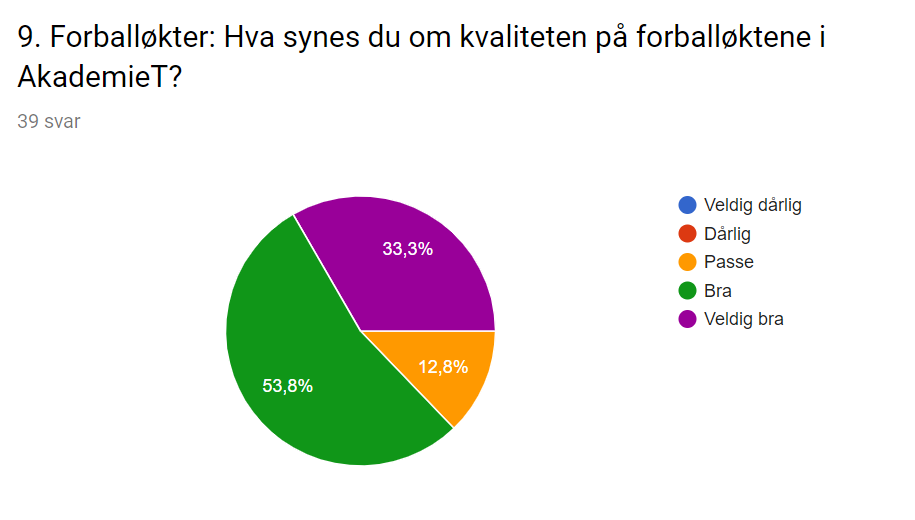 9. Forballøkter: Hva synes du om kvaliteten på forballøktene i
AkademieT?
39 svar
33,3%
12,8%
53,8%
Veldig dårlig
Dårlig
Passe
Bra
Veldig bra